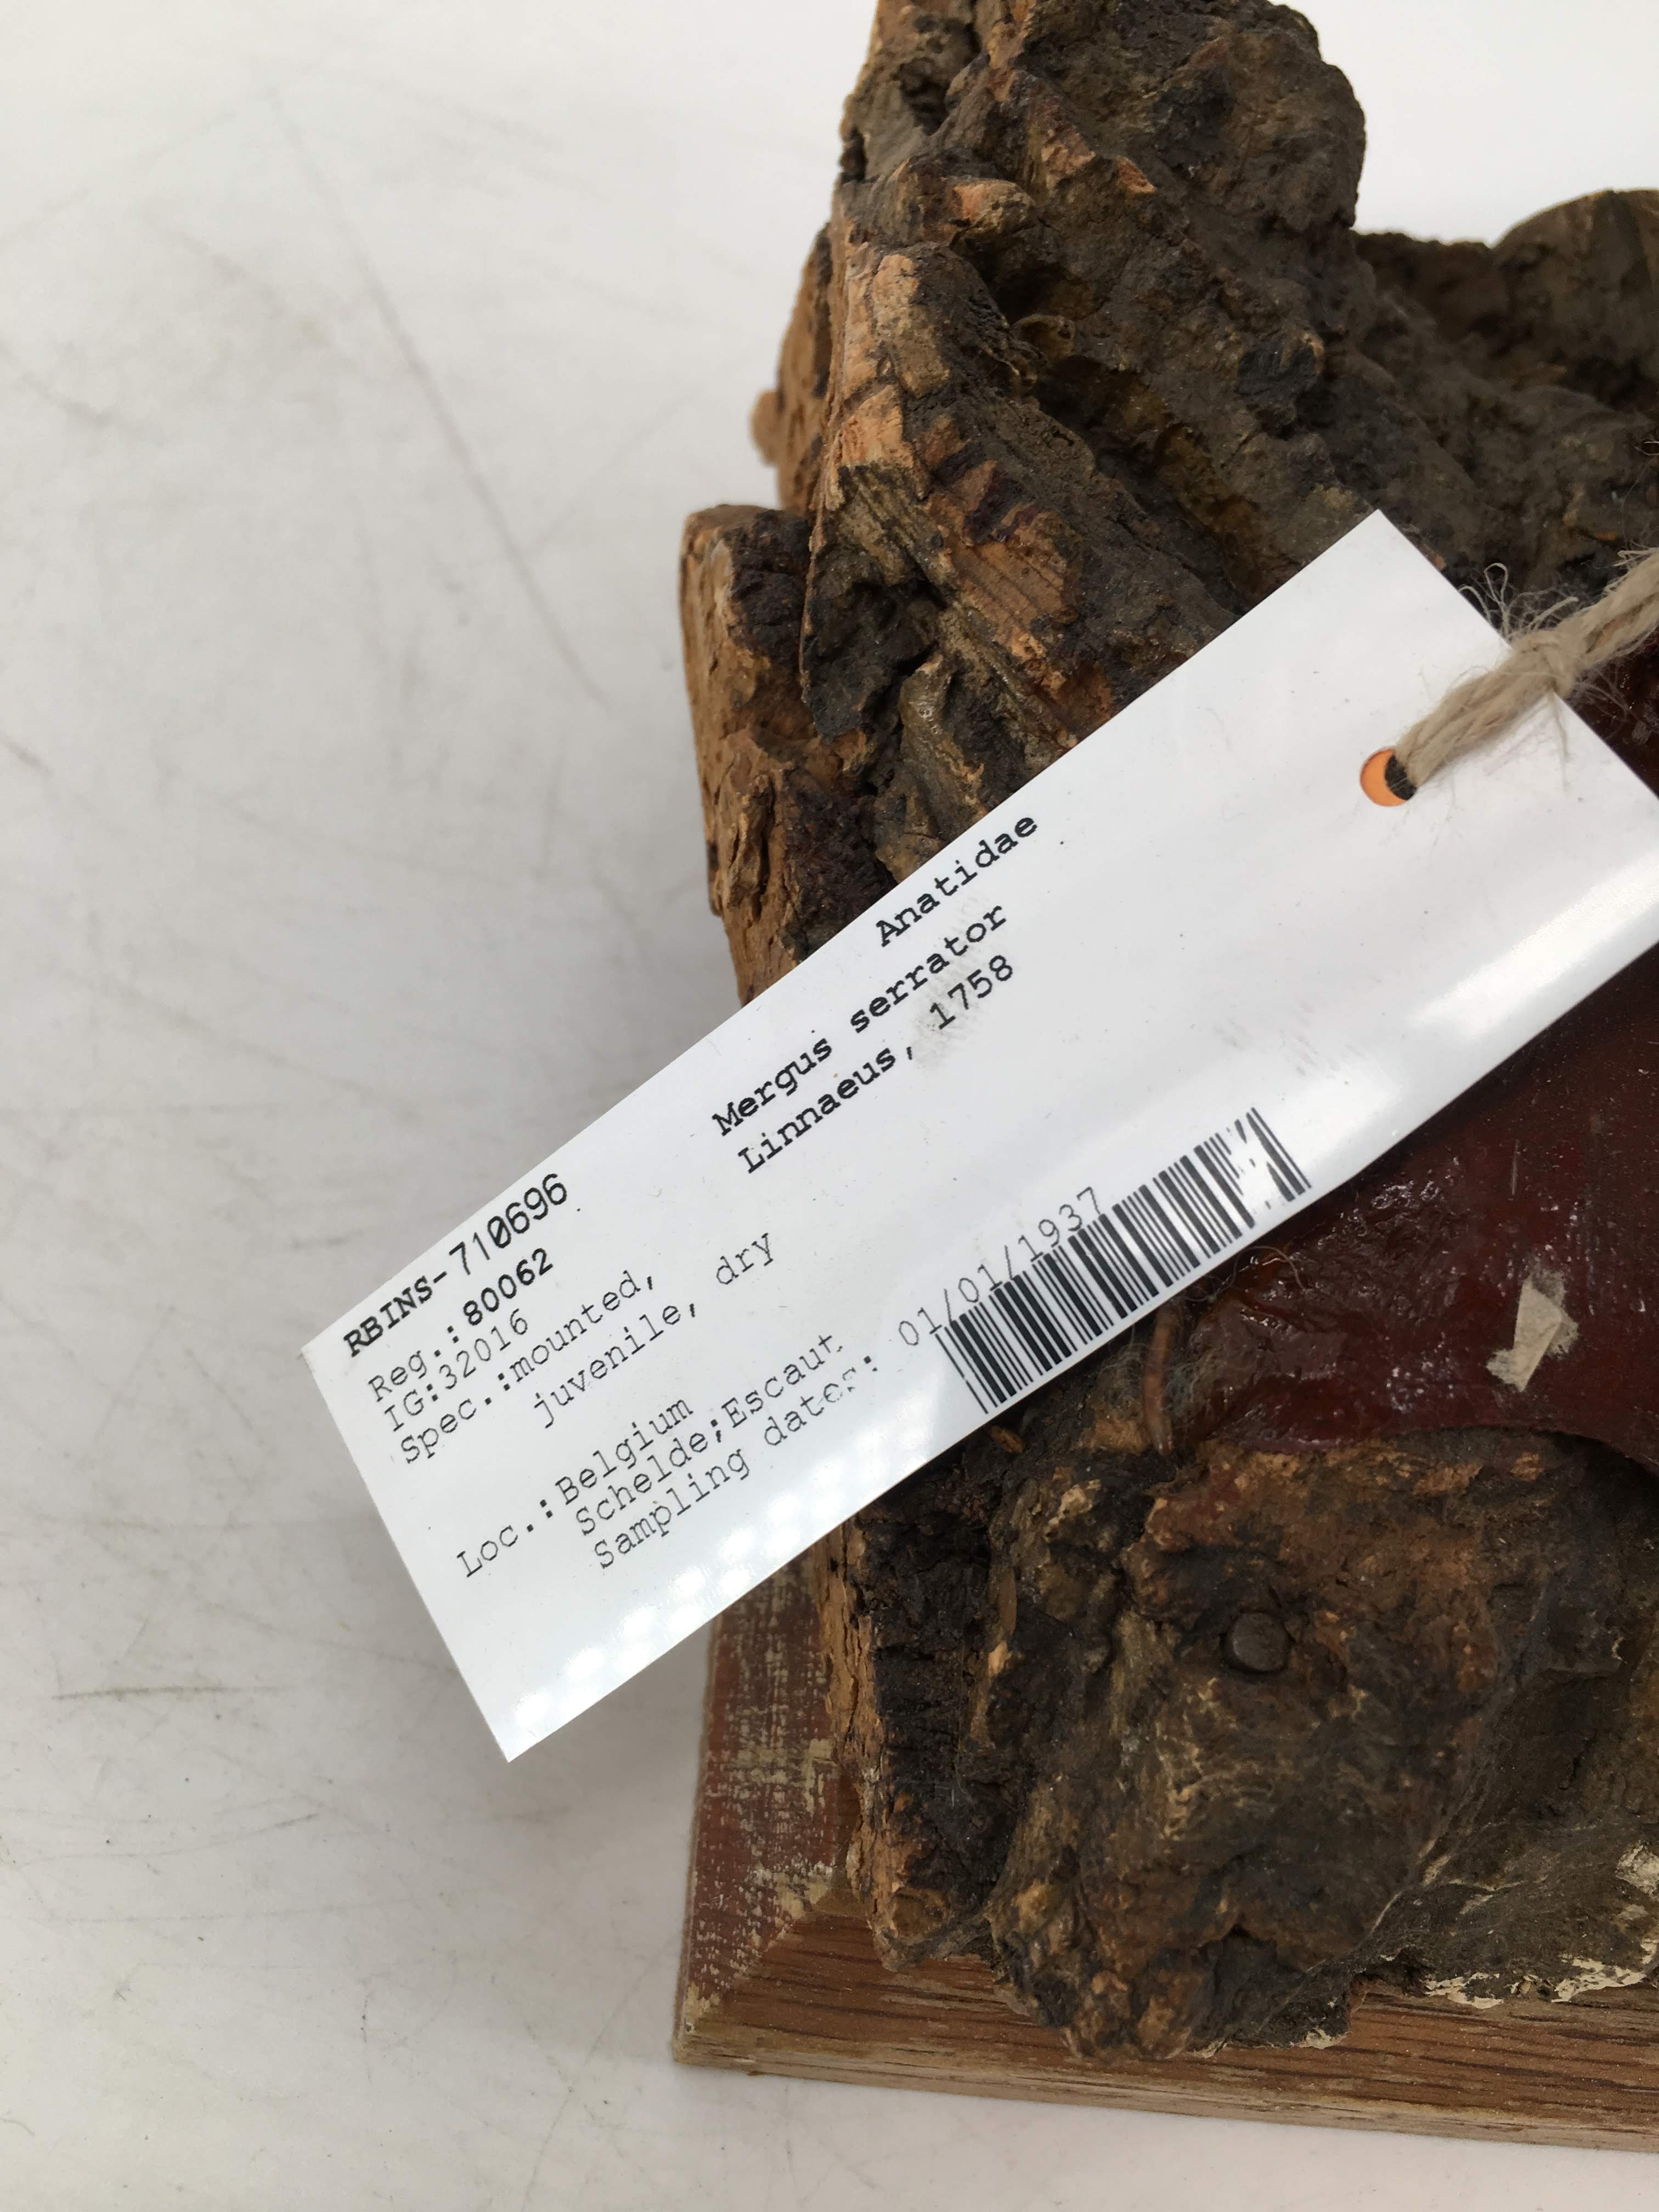 Anatidae
Mergus serrator
Linnaeus, 1758
RBINS-710696
Reg.:80062
IG:32016
Spec.:mounted,
juvenile, dry
Loc.:Belgium
Schelde;Escaut
Sampling dates: 01/01/1937